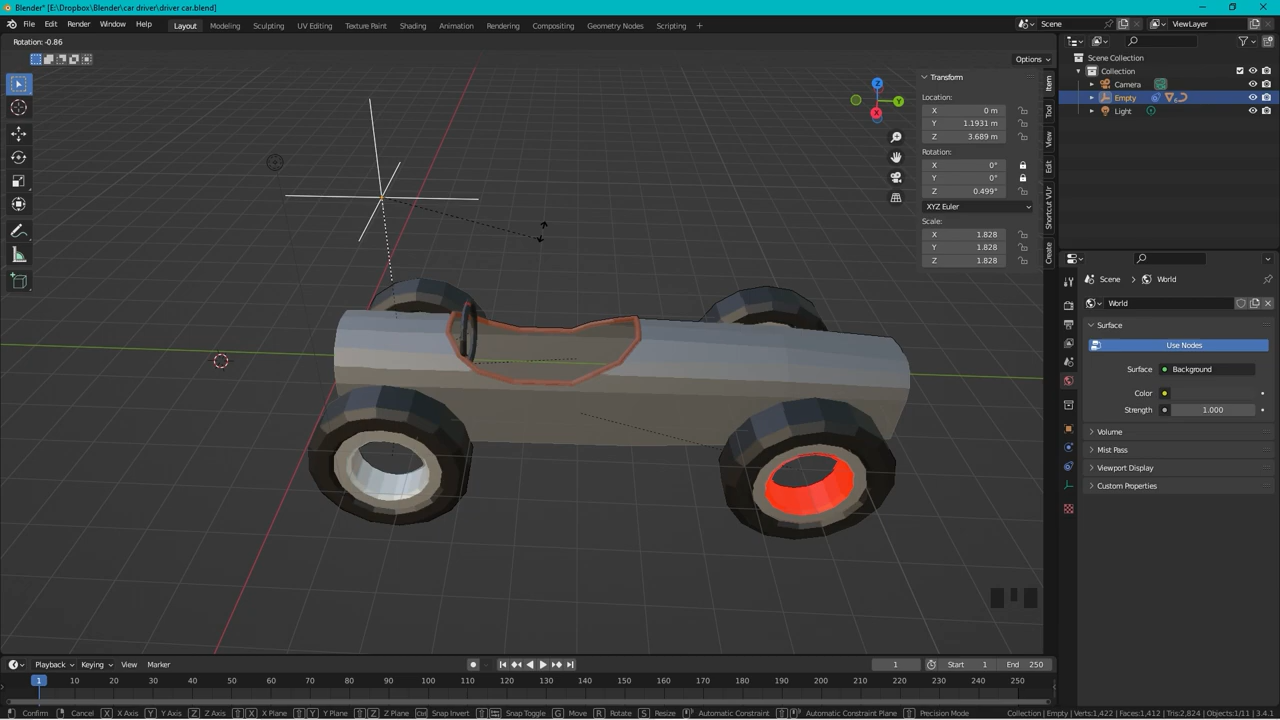 Blender* [E:\Dropbox\Blender\car driver\driver car.blend]
File Edit Render Window Help Layout Modeling Sculpting UV Editing Texture Paint Shading Animation Rendering Compositing Geometry Nodes Scripting Scene ViewLayer
Rotation: -0.86
Options
Scene Collection
Collection
Camera
Empty
Light
Transform
Location:
X 0 m
Y 1.1931 m
Z 3.689 m
Rotation:
X 0°
Y 0°
Z 0.499°
XYZ Euler
Scale:
X 1.828
Y 1.828
Z 1.828
Item
Tool
View
Edit
Shortcut VUr
Create
Z
Y
X
Scene World
World
Surface
Use Nodes
Surface Background
Color
Strength 1.000
Volume
Mist Pass
Viewport Display
Custom Properties
Playback Keying View Marker 1 Start 1 End 250
1 10 20 30 40 50 60 70 80 90 100 110 120 130 140 150 160 170 180 190 200 210 220 230 240 250
Confirm Cancel X X Axis Y Y Axis Z Z Axis X X Plane Y Y Plane Z Z Plane Ctrl Snap Invert Snap Toggle G Move R Rotate S Resize Automatic Constraint Automatic Constraint Plane Precision Mode Collection | Empty | Verts:1,422 | Faces:1,412 | Tris:2,824 | Objects:1/11 | 3.4.1